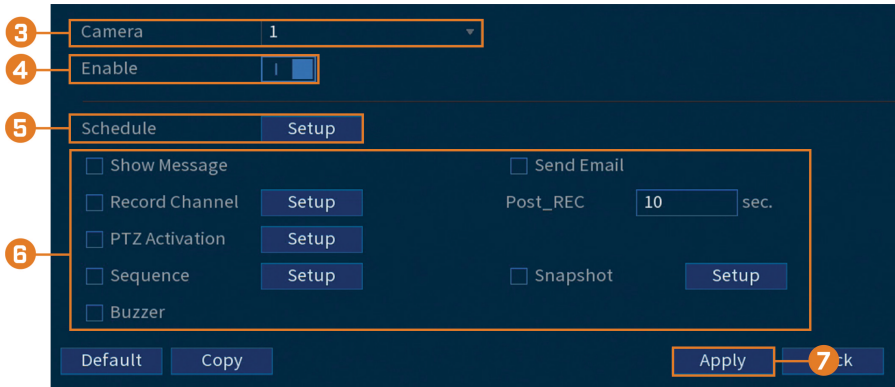 3 Camera 1
4 Enable
5 Schedule Setup
Show Message Send Email
Record Channel Setup Post_REC 10 sec.
6 PTZ Activation Setup
Sequence Setup Snapshot Setup
Buzzer
Default Copy Apply 7 ck